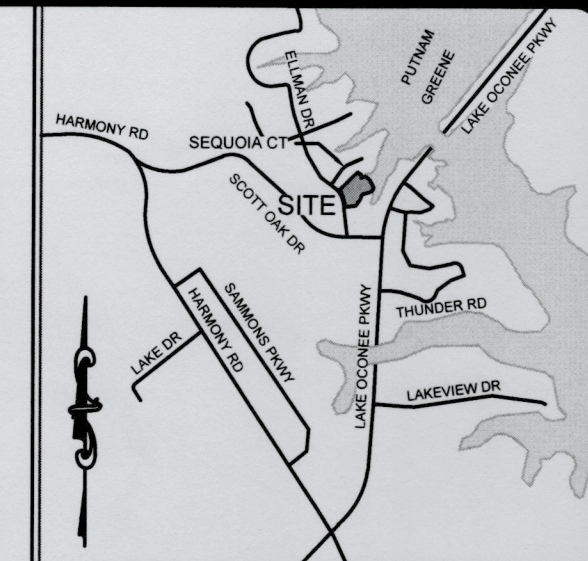 PUTNAM
GREENE
LAKE OCONEE PKWY
ELLMAN DR
HARMONY RD
SEQUOIA CT
SITE
SCOTT OAK DR
SAMMONS PKWY
HARMONY RD
LAKE DR
LAKE OCONEE PKWY
THUNDER RD
LAKEVIEW DR